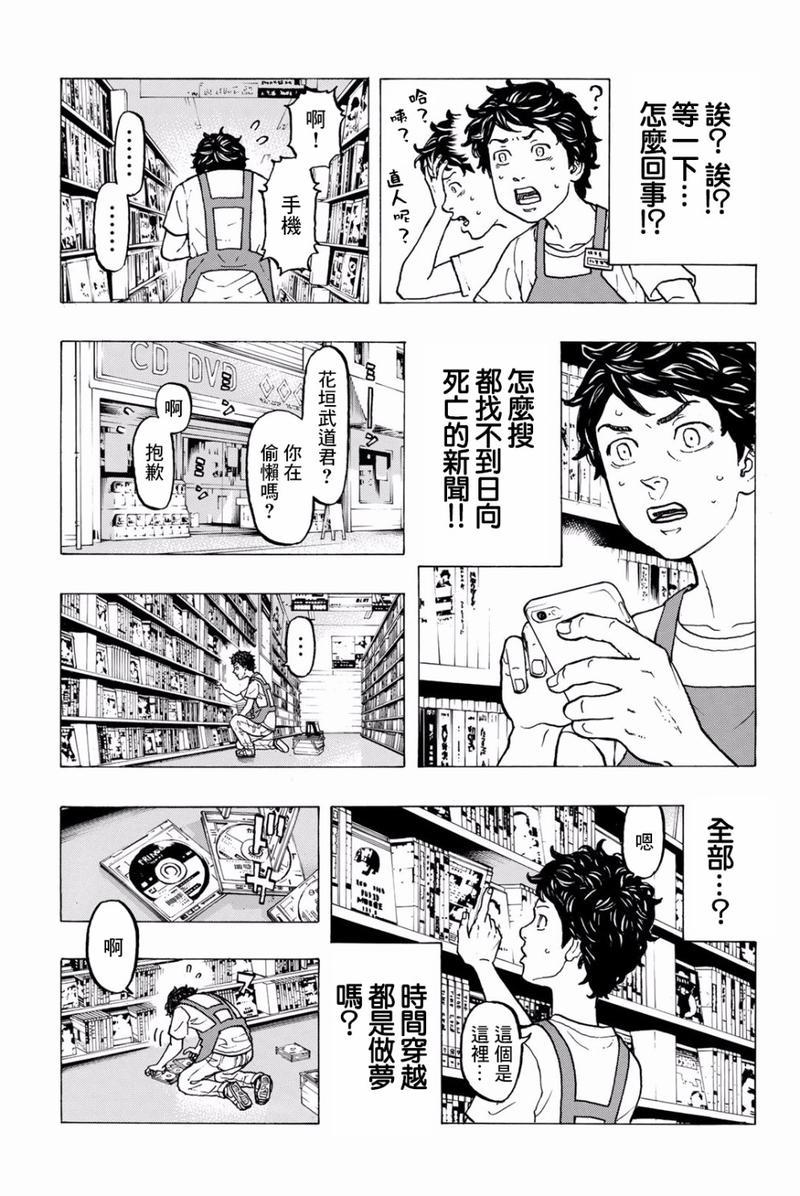 誒？誒!?
等一下…
怎麼回事!?
?
哈？
咦？
直人呢？
啊！
手機
……
……
怎麼搜
都找不到日向
死亡的新聞!!
CD DVD
花垣武道君？
你在
偷懶嗎？
啊
抱歉
…
全部…？
嗯
這個是
這裡…
時間穿越
都是做夢
嗎？
啊